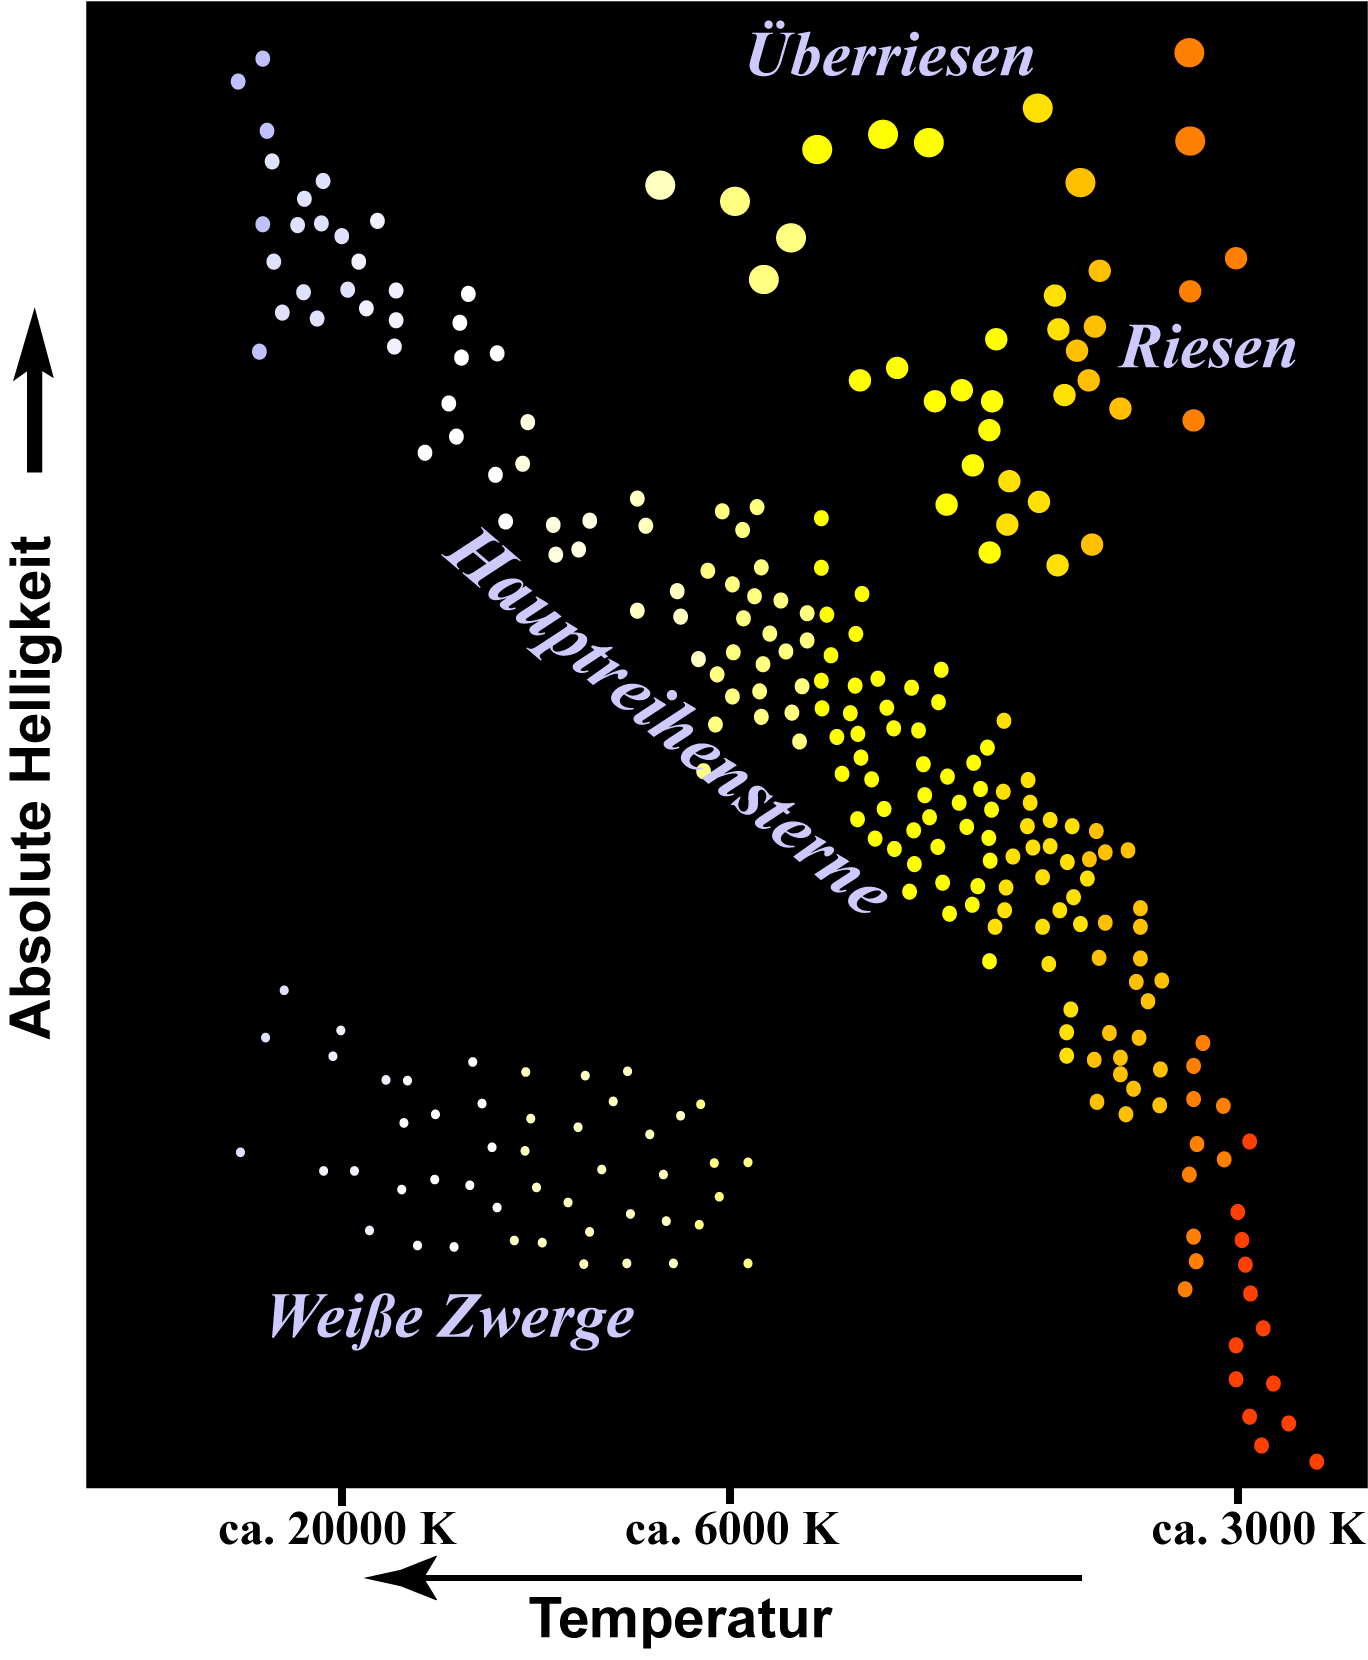 Überriesen
Riesen
Hauptreihensterne
Weiße Zwerge
Absolute Helligkeit
ca. 20000 K
ca. 6000 K
ca. 3000 K
Temperatur